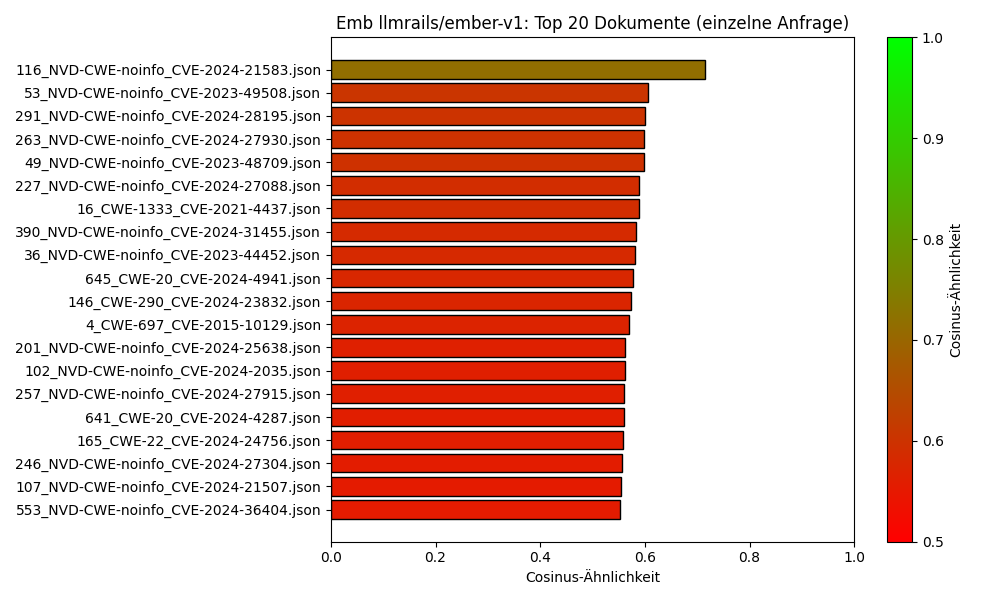 Emb llmrails/ember-v1: Top 20 Dokumente (einzelne Anfrage)
116_NVD-CWE-noinfo_CVE-2024-21583.json
53_NVD-CWE-noinfo_CVE-2023-49508.json
291_NVD-CWE-noinfo_CVE-2024-28195.json
263_NVD-CWE-noinfo_CVE-2024-27930.json
49_NVD-CWE-noinfo_CVE-2023-48709.json
227_NVD-CWE-noinfo_CVE-2024-27088.json
16_CWE-1333_CVE-2021-4437.json
390_NVD-CWE-noinfo_CVE-2024-31455.json
36_NVD-CWE-noinfo_CVE-2023-44452.json
645_CWE-20_CVE-2024-4941.json
146_CWE-290_CVE-2024-23832.json
4_CWE-697_CVE-2015-10129.json
201_NVD-CWE-noinfo_CVE-2024-25638.json
102_NVD-CWE-noinfo_CVE-2024-2035.json
257_NVD-CWE-noinfo_CVE-2024-27915.json
641_CWE-20_CVE-2024-4287.json
165_CWE-22_CVE-2024-24756.json
246_NVD-CWE-noinfo_CVE-2024-27304.json
107_NVD-CWE-noinfo_CVE-2024-21507.json
553_NVD-CWE-noinfo_CVE-2024-36404.json
0.0 0.2 0.4 0.6 0.8 1.0
Cosinus-Ähnlichkeit
1.0
0.9
0.8
0.7
0.6
0.5
Cosinus-Ähnlichkeit